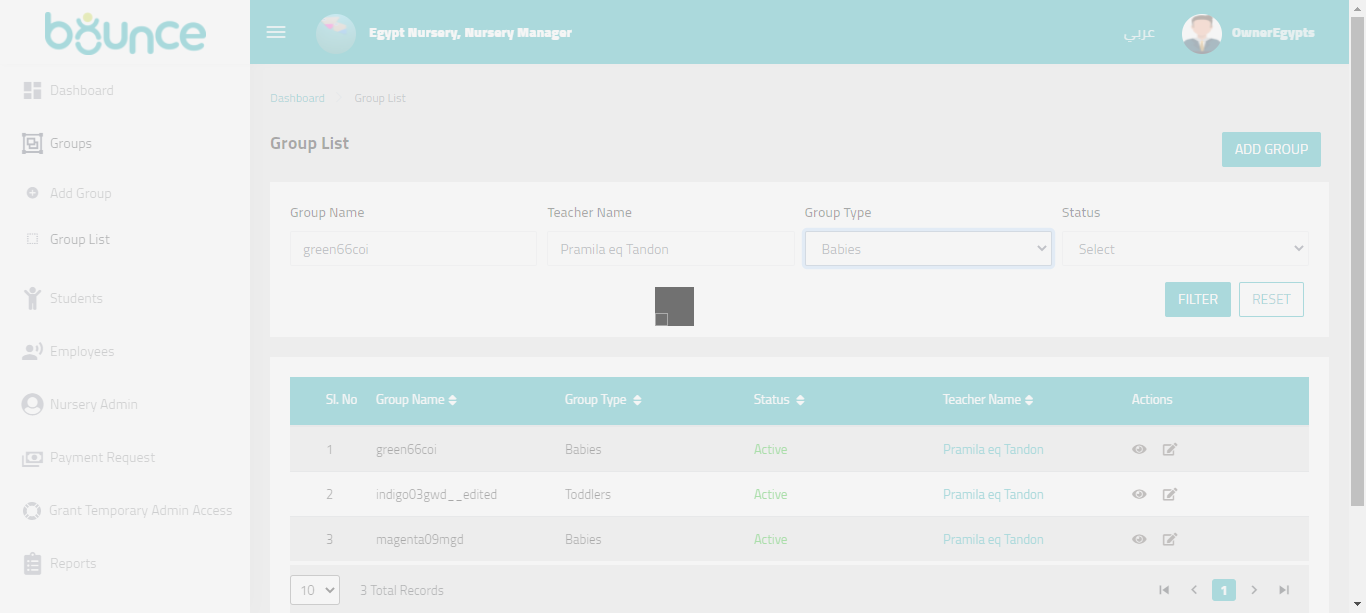 bounce
Egypt Nursery, Nursery Manager
عربي
OwnerEgypts
Dashboard
Groups
Add Group
Group List
Students
Employees
Nursery Admin
Payment Request
Grant Temporary Admin Access
Reports
Dashboard Group List
Group List
ADD GROUP
Group Name Teacher Name Group Type Status
green66coi Pramila eq Tandon Babies Select
FILTER RESET
Sl. No Group Name Group Type Status Teacher Name Actions
1 green66coi Babies Active Pramila eq Tandon
2 indigo03gwd__edited Toddlers Active Pramila eq Tandon
3 magenta09mgd Babies Active Pramila eq Tandon
10 3 Total Records 1